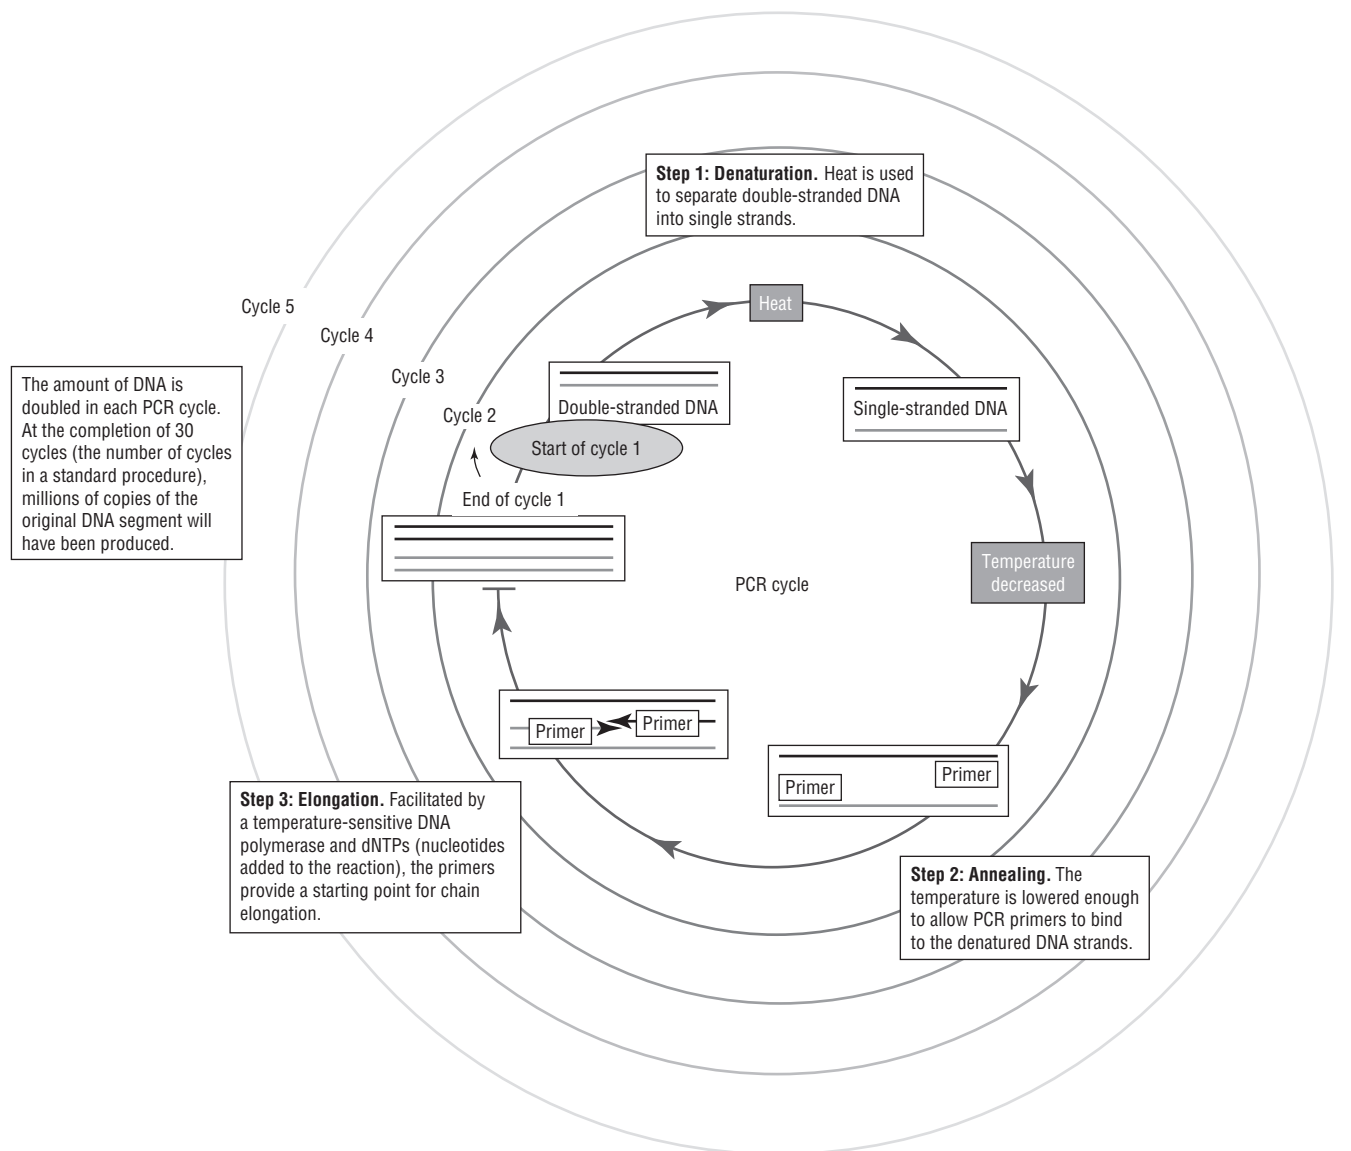 Step 1: Denaturation. Heat is used
to separate double-stranded DNA
into single strands.
Heat
Cycle 5
Cycle 4
Cycle 3
Cycle 2
The amount of DNA is
doubled in each PCR cycle.
At the completion of 30
cycles (the number of cycles
in a standard procedure),
millions of copies of the
original DNA segment will
have been produced.
Double-stranded DNA
Single-stranded DNA
Start of cycle 1
End of cycle 1
Temperature
decreased
PCR cycle
Primer
Primer
Primer
Primer
Step 3: Elongation. Facilitated by
a temperature-sensitive DNA
polymerase and dNTPs (nucleotides
added to the reaction), the primers
provide a starting point for chain
elongation.
Step 2: Annealing. The
temperature is lowered enough
to allow PCR primers to bind
to the denatured DNA strands.